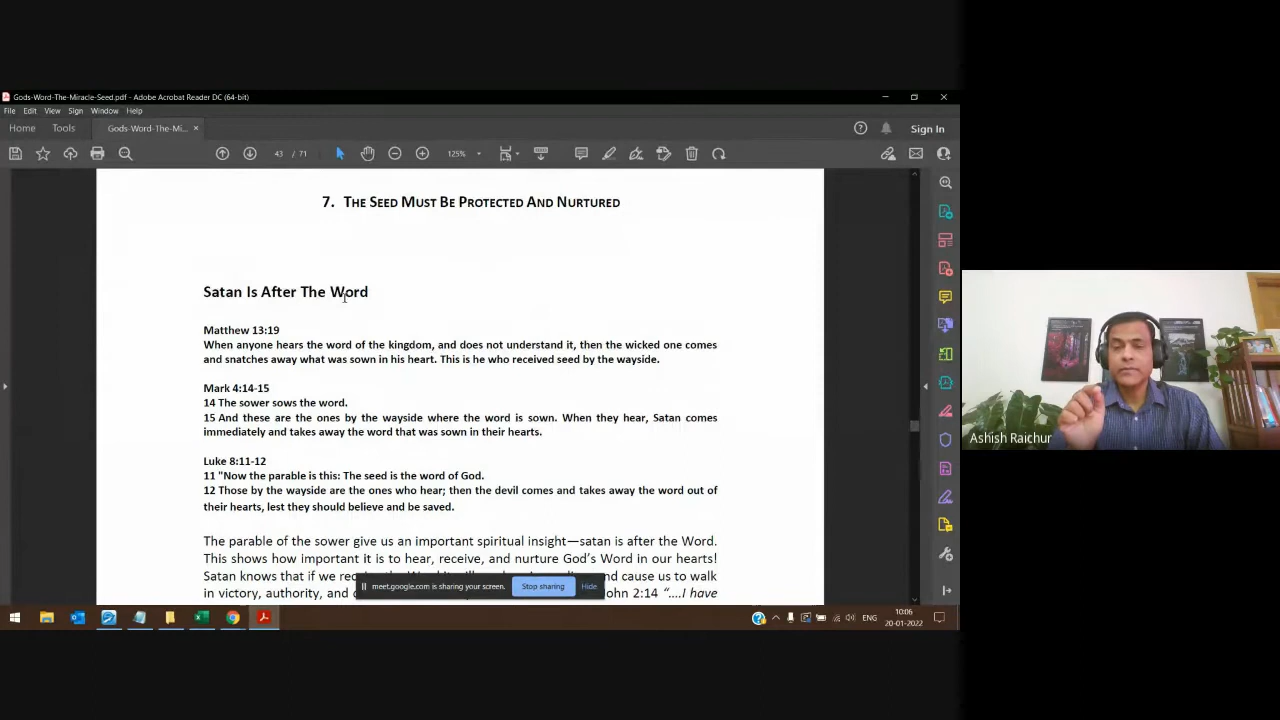 Gods-Word-The-Miracle-Seed.pdf - Adobe Acrobat Reader DC (64-bit)
File Edit View Sign Window Help
Home Tools Gods-Word-The-Mi... × Sign In
43 / 71 125%
7. THE SEED MUST BE PROTECTED AND NURTURED
Satan Is After The Word
Matthew 13:19
When anyone hears the word of the kingdom, and does not understand it, then the wicked one comes
and snatches away what was sown in his heart. This is he who received seed by the wayside.
Mark 4:14-15
14 The sower sows the word.
15 And these are the ones by the wayside where the word is sown. When they hear, Satan comes
immediately and takes away the word that was sown in their hearts.
Luke 8:11-12
11 "Now the parable is this: The seed is the word of God.
12 Those by the wayside are the ones who hear; then the devil comes and takes away the word out of
their hearts, lest they should believe and be saved.
The parable of the sower give us an important spiritual insight—satan is after the Word.
This shows how important it is to hear, receive, and nurture God's Word in our hearts!
Satan knows that if we and cause us to walk
in victory, authority, and John 2:14 "....I have
meet.google.com is sharing your screen. Stop sharing Hide
ENG 10:06
20-01-2022
Ashish Raichur